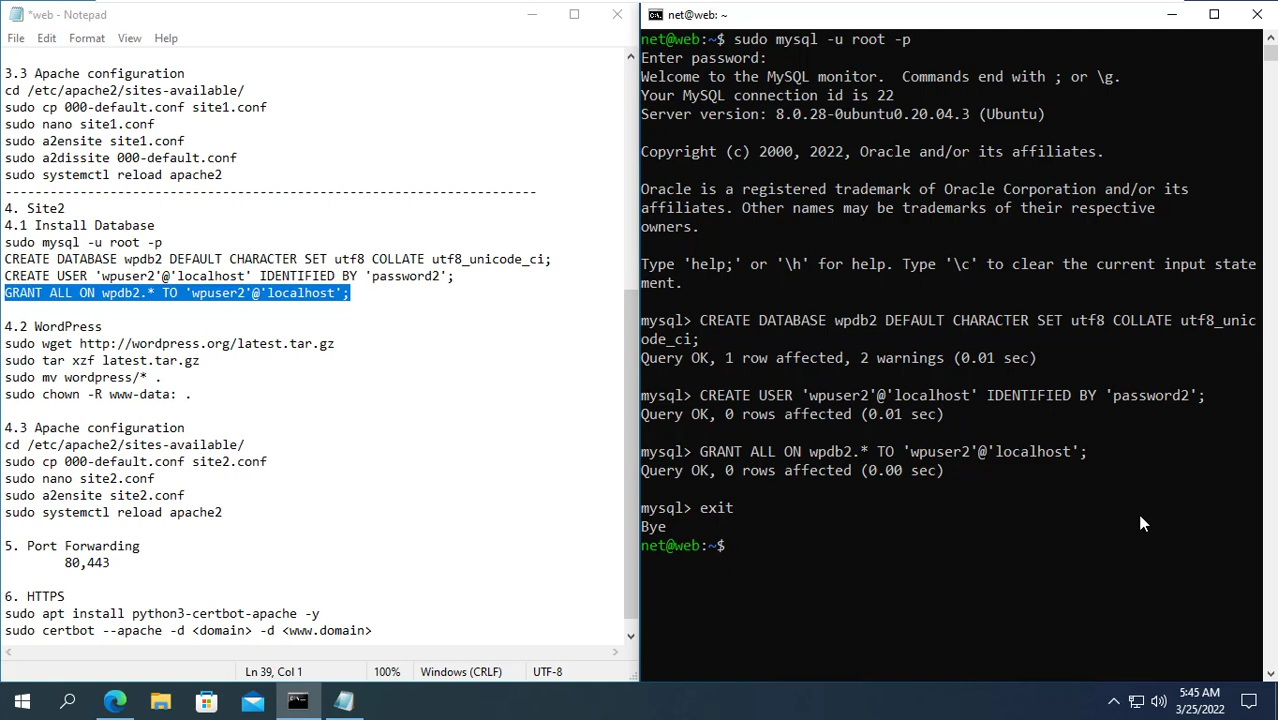 *web - Notepad
File Edit Format View Help
3.3 Apache configuration
cd /etc/apache2/sites-available/
sudo cp 000-default.conf site1.conf
sudo nano site1.conf
sudo a2ensite site1.conf
sudo a2dissite 000-default.conf
sudo systemctl reload apache2
-----------------------------------------------------------------------
4. Site2
4.1 Install Database
sudo mysql -u root -p
CREATE DATABASE wpdb2 DEFAULT CHARACTER SET utf8 COLLATE utf8_unicode_ci;
CREATE USER 'wpuser2'@'localhost' IDENTIFIED BY 'password2';
GRANT ALL ON wpdb2.* TO 'wpuser2'@'localhost';
4.2 WordPress
sudo wget http://wordpress.org/latest.tar.gz
sudo tar xzf latest.tar.gz
sudo mv wordpress/* .
sudo chown -R www-data: .
4.3 Apache configuration
cd /etc/apache2/sites-available/
sudo cp 000-default.conf site2.conf
sudo nano site2.conf
sudo a2ensite site2.conf
sudo systemctl reload apache2
5. Port Forwarding
80,443
6. HTTPS
sudo apt install python3-certbot-apache -y
sudo certbot --apache -d <domain> -d <www.domain>
Ln 39, Col 1 100% Windows (CRLF) UTF-8
net@web: ~
net@web:~$ sudo mysql -u root -p
Enter password:
Welcome to the MySQL monitor.  Commands end with ; or \g.
Your MySQL connection id is 22
Server version: 8.0.28-0ubuntu0.20.04.3 (Ubuntu)
Copyright (c) 2000, 2022, Oracle and/or its affiliates.
Oracle is a registered trademark of Oracle Corporation and/or its
affiliates. Other names may be trademarks of their respective
owners.
Type 'help;' or '\h' for help. Type '\c' to clear the current input state
ment.
mysql> CREATE DATABASE wpdb2 DEFAULT CHARACTER SET utf8 COLLATE utf8_unic
ode_ci;
Query OK, 1 row affected, 2 warnings (0.01 sec)
mysql> CREATE USER 'wpuser2'@'localhost' IDENTIFIED BY 'password2';
Query OK, 0 rows affected (0.01 sec)
mysql> GRANT ALL ON wpdb2.* TO 'wpuser2'@'localhost';
Query OK, 0 rows affected (0.00 sec)
mysql> exit
Bye
net@web:~$
5:45 AM
3/25/2022